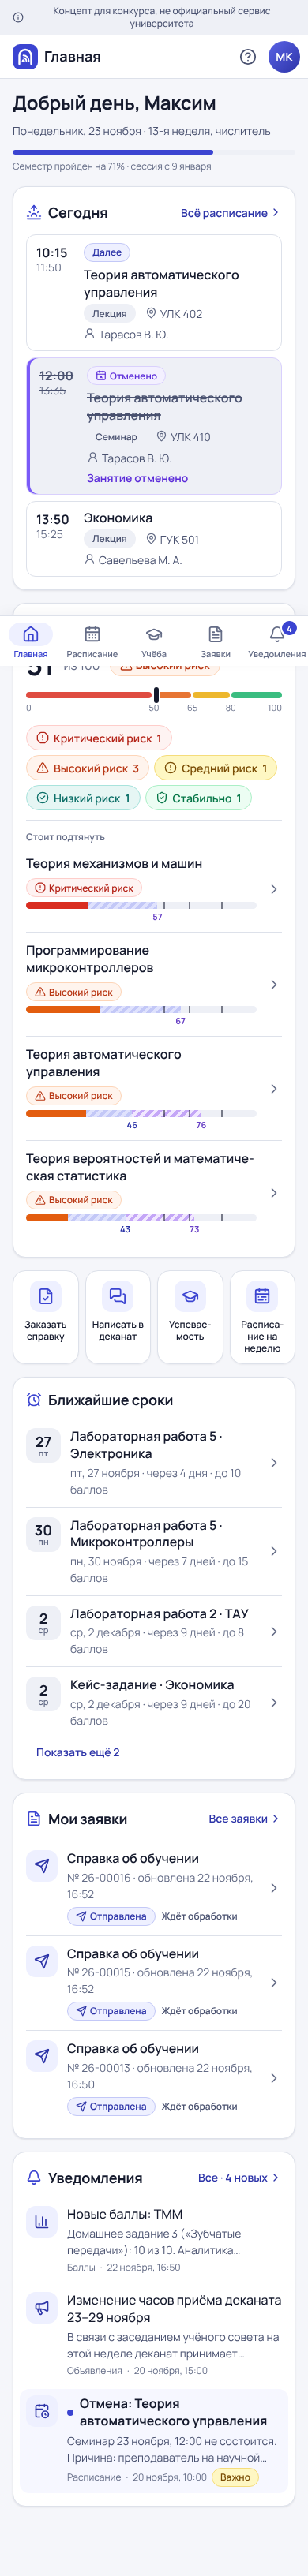 Концепт для конкурса, не официальный сервис
университета
Главная
МК
Добрый день, Максим
Понедельник, 23 ноября · 13-я неделя, числитель
Семестр пройден на 71% · сессия с 9 января
Сегодня
Всё расписание
10:15
11:50
Далее
Теория автоматического
управления
Лекция
УЛК 402
Тарасов В. Ю.
12:00
13:35
Отменено
Теория автоматического
управления
Семинар
УЛК 410
Тарасов В. Ю.
Занятие отменено
13:50
15:25
Экономика
Лекция
ГУК 501
Савельева М. А.
Главная
Расписание
Учёба
Заявки
4
Уведомления
из 100
Высокий риск
0
50
65
80
100
Критический риск 1
Высокий риск 3
Средний риск 1
Низкий риск 1
Стабильно 1
Стоит подтянуть
Теория механизмов и машин
Критический риск
57
Программирование
микроконтроллеров
Высокий риск
67
Теория автоматического
управления
Высокий риск
46
76
Теория вероятностей и математиче-
ская статистика
Высокий риск
43
73
Заказать
справку
Написать в
деканат
Успевае-
мость
Расписа-
ние на
неделю
Ближайшие сроки
27
пт
Лабораторная работа 5 ·
Электроника
пт, 27 ноября · через 4 дня · до 10
баллов
30
пн
Лабораторная работа 5 ·
Микроконтроллеры
пн, 30 ноября · через 7 дней · до 15
баллов
2
ср
Лабораторная работа 2 · ТАУ
ср, 2 декабря · через 9 дней · до 8
баллов
2
ср
Кейс-задание · Экономика
ср, 2 декабря · через 9 дней · до 20
баллов
Показать ещё 2
Мои заявки
Все заявки
Справка об обучении
№ 26-00016 · обновлена 22 ноября,
16:52
Отправлена
Ждёт обработки
Справка об обучении
№ 26-00015 · обновлена 22 ноября,
16:52
Отправлена
Ждёт обработки
Справка об обучении
№ 26-00013 · обновлена 22 ноября,
16:50
Отправлена
Ждёт обработки
Уведомления
Все · 4 новых
Новые баллы: ТММ
Домашнее задание 3 («Зубчатые
передачи»): 10 из 10. Аналитика...
Баллы · 22 ноября, 16:50
Изменение часов приёма деканата
23–29 ноября
В связи с заседанием учёного совета на
этой неделе деканат принимает...
Объявления · 20 ноября, 15:00
Отмена: Теория
автоматического управления
Семинар 23 ноября, 12:00 не состоится.
Причина: преподаватель на научной...
Расписание · 20 ноября, 10:00
Важно